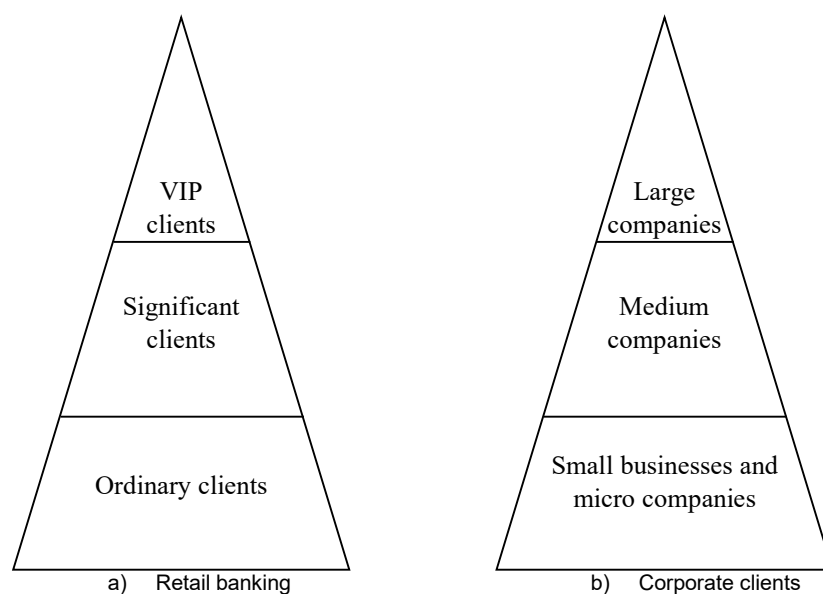 VIP
clients
Significant
clients
Ordinary clients
a) Retail banking
Large
companies
Medium
companies
Small businesses and
micro companies
b) Corporate clients